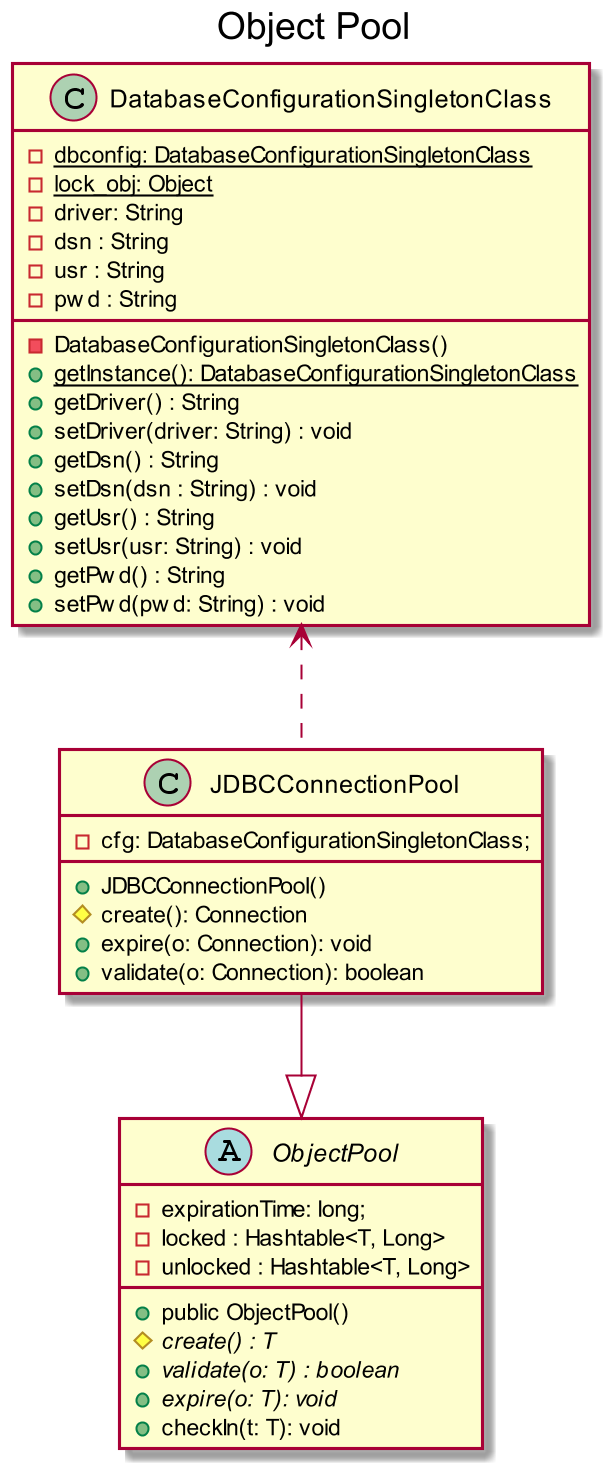 Object Pool
C DatabaseConfigurationSingletonClass
dbconfig: DatabaseConfigurationSingletonClass
lock_obj: Object
driver: String
dsn : String
usr : String
pwd : String
DatabaseConfigurationSingletonClass()
getInstance(): DatabaseConfigurationSingletonClass
getDriver() : String
setDriver(driver: String) : void
getDsn() : String
setDsn(dsn : String) : void
getUsr() : String
setUsr(usr: String) : void
getPwd() : String
setPwd(pwd: String) : void
C JDBCConnectionPool
cfg: DatabaseConfigurationSingletonClass;
JDBCConnectionPool()
create(): Connection
expire(o: Connection): void
validate(o: Connection): boolean
A ObjectPool
expirationTime: long;
locked : Hashtable<T, Long>
unlocked : Hashtable<T, Long>
public ObjectPool()
create() : T
validate(o: T) : boolean
expire(o: T): void
checkIn(t: T): void